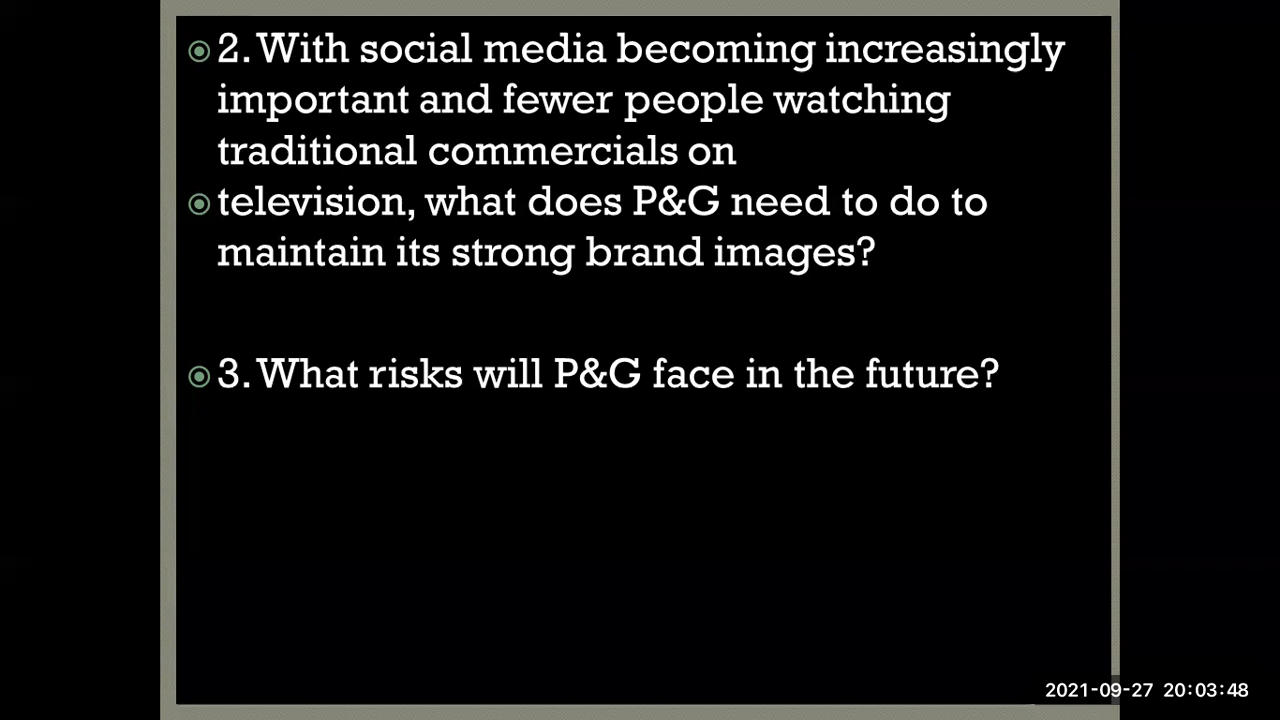 2. With social media becoming increasingly
important and fewer people watching
traditional commercials on
television, what does P&G need to do to
maintain its strong brand images?
3. What risks will P&G face in the future?
2021-09-27 20:03:48